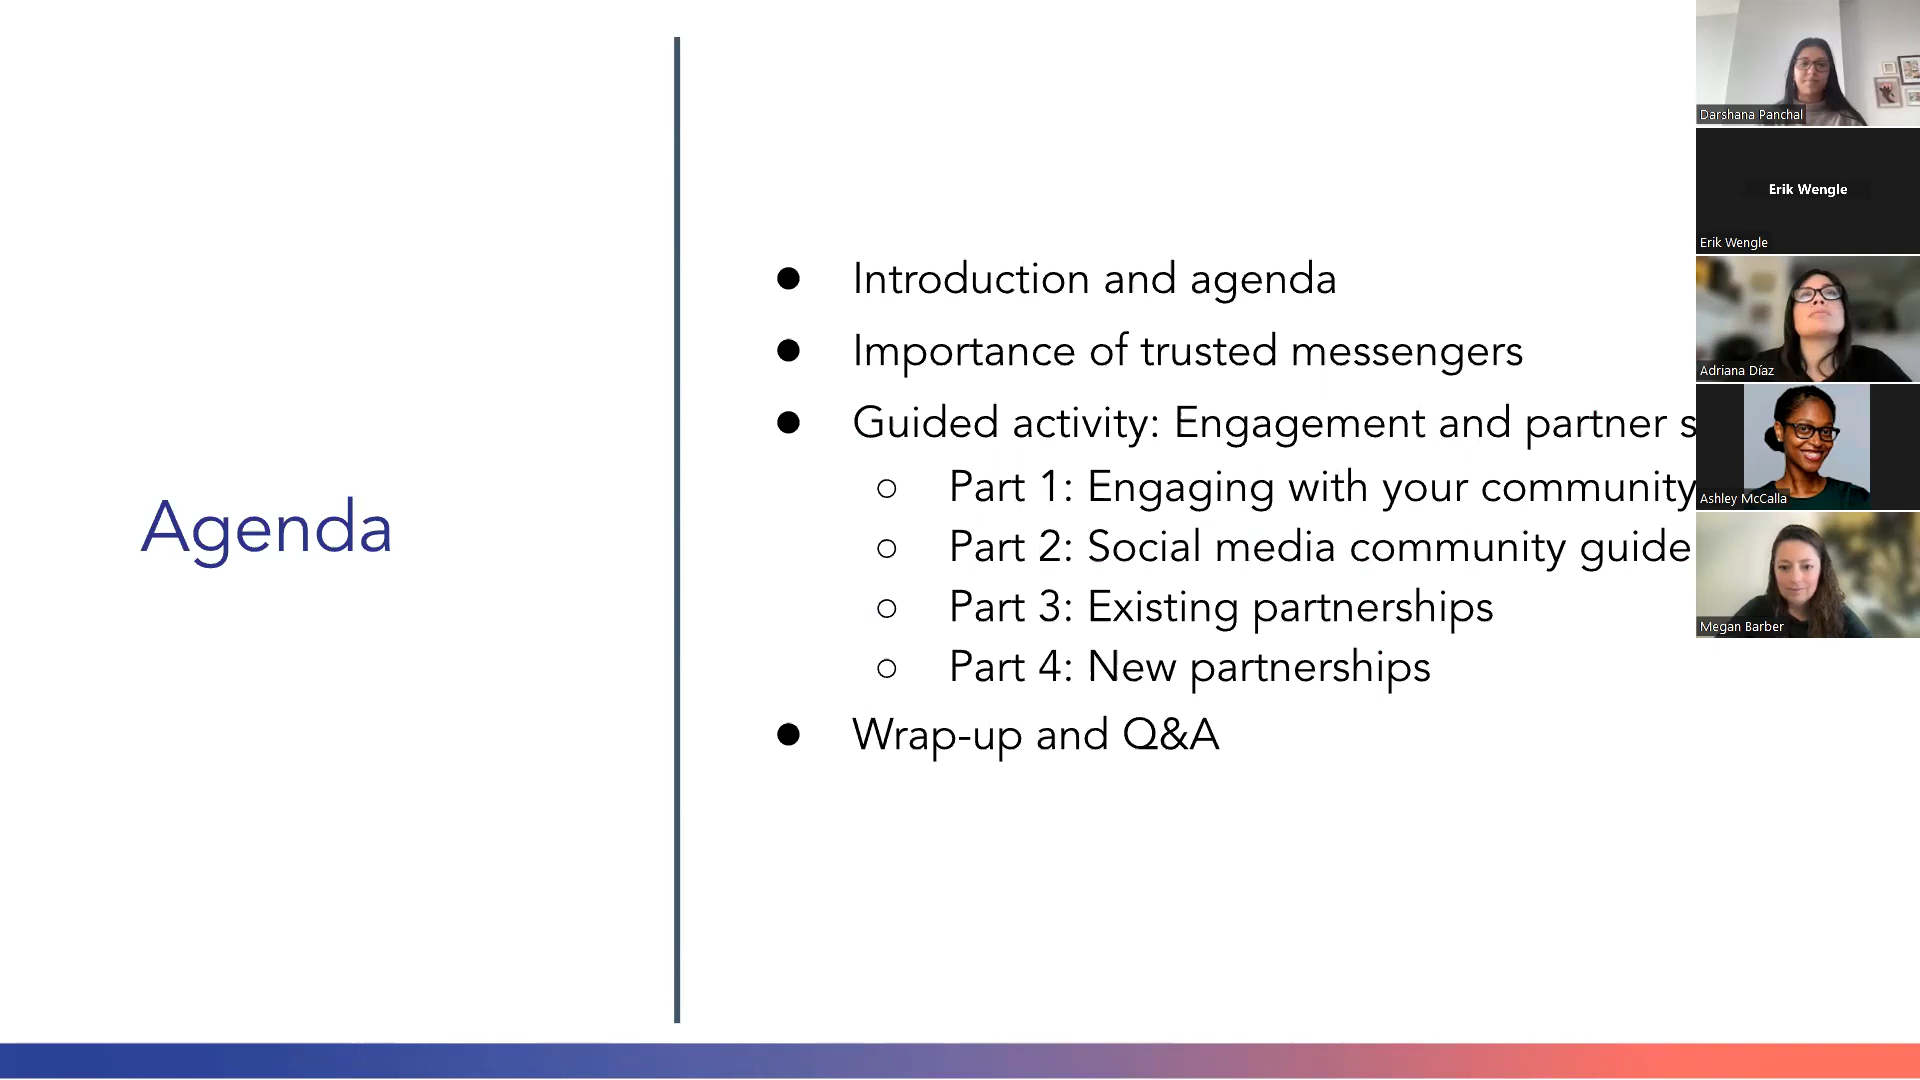 Agenda
● Introduction and agenda
● Importance of trusted messengers
● Guided activity: Engagement and partner s
○ Part 1: Engaging with your community
○ Part 2: Social media community guide
○ Part 3: Existing partnerships
○ Part 4: New partnerships
● Wrap-up and Q&A
Darshana Panchal
Erik Wengle
Erik Wengle
Adriana Díaz
Ashley McCalla
Megan Barber